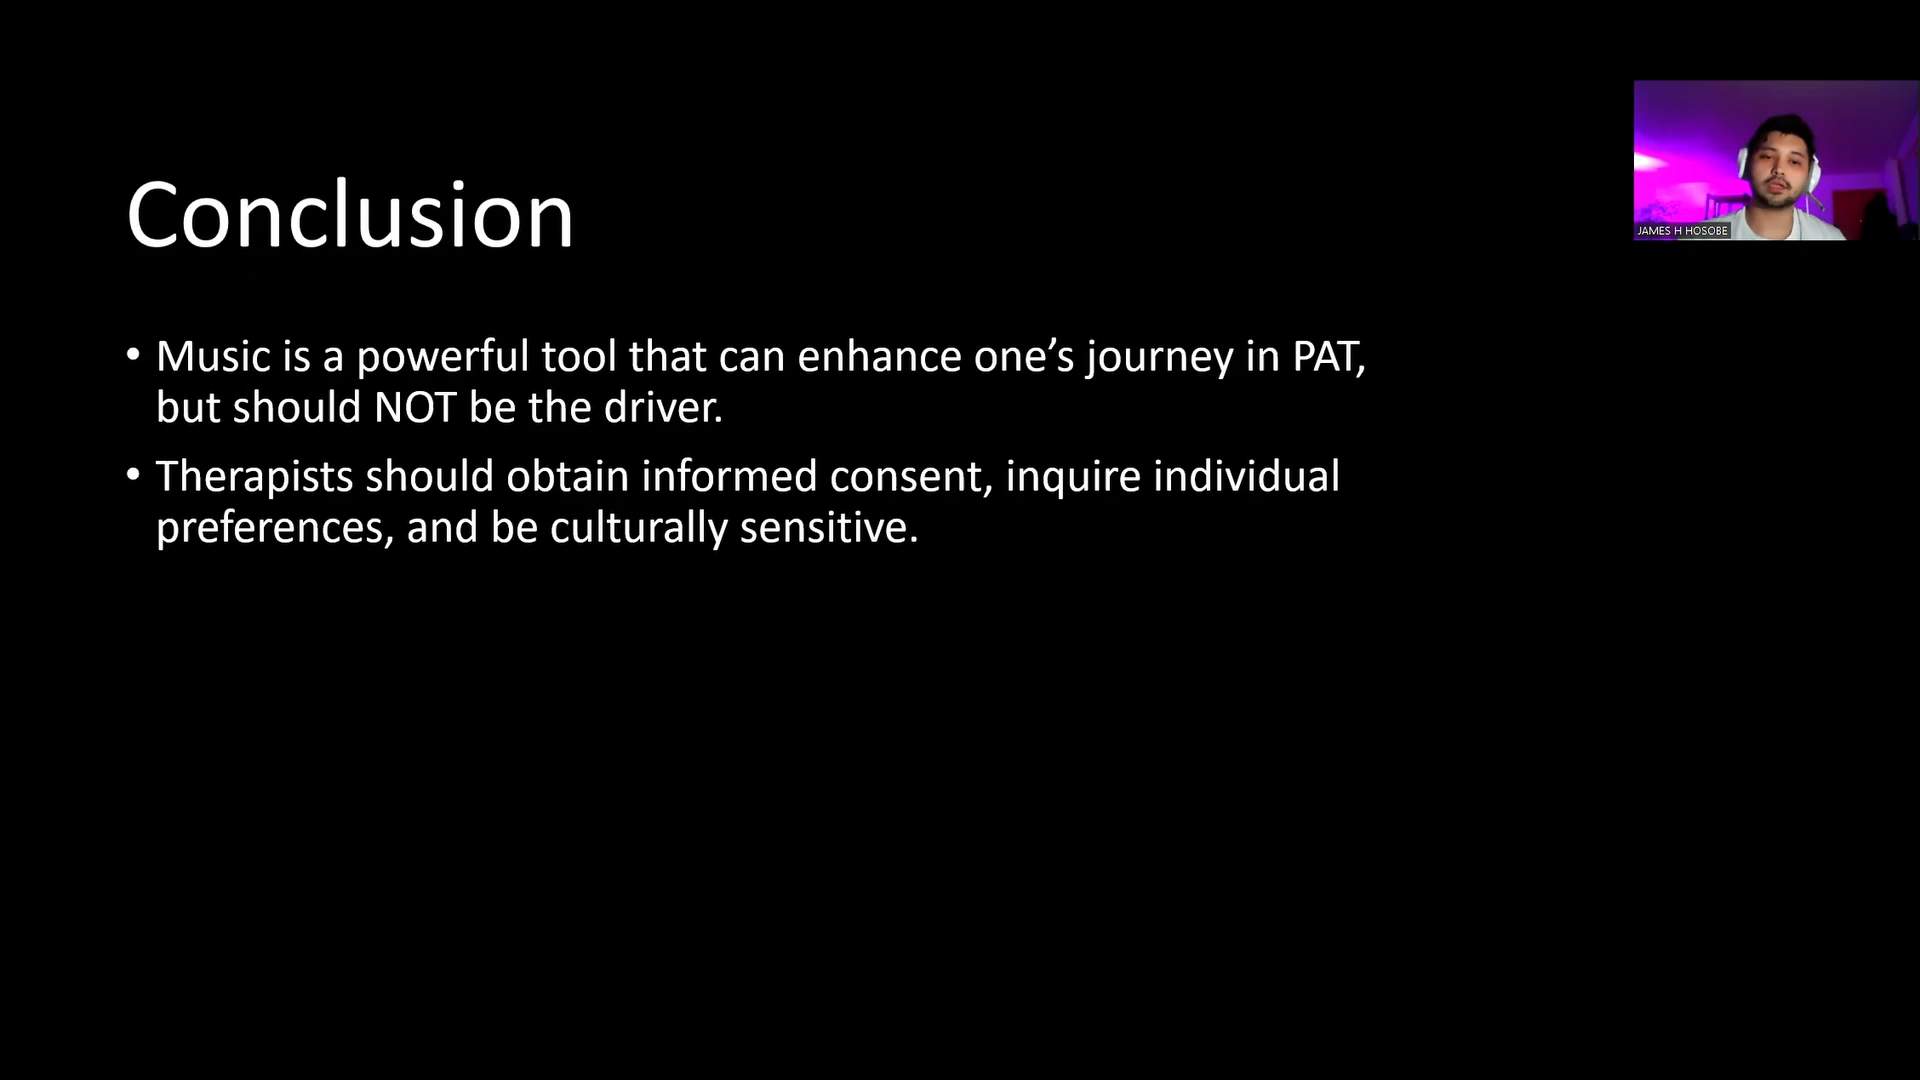 Conclusion
• Music is a powerful tool that can enhance one’s journey in PAT,
but should NOT be the driver.
• Therapists should obtain informed consent, inquire individual
preferences, and be culturally sensitive.
JAMES H HOSOBE